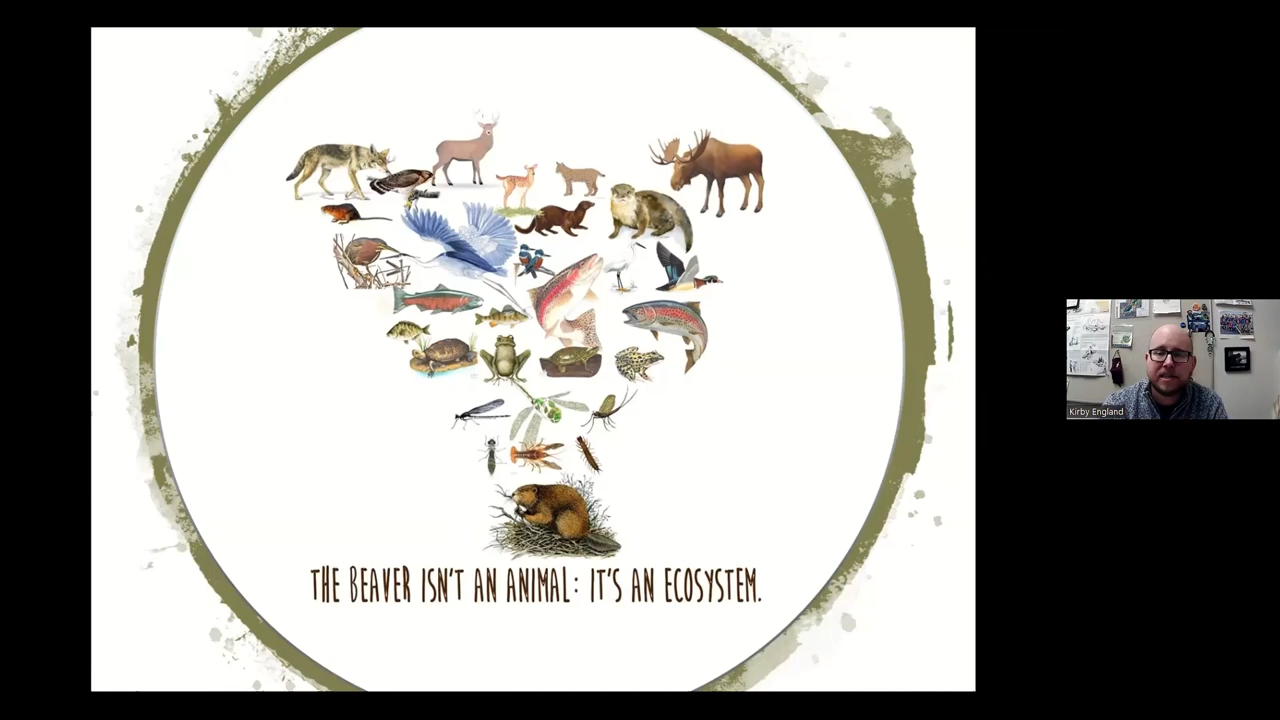 THE BEAVER ISN'T AN ANIMAL: IT'S AN ECOSYSTEM.
Kirby England